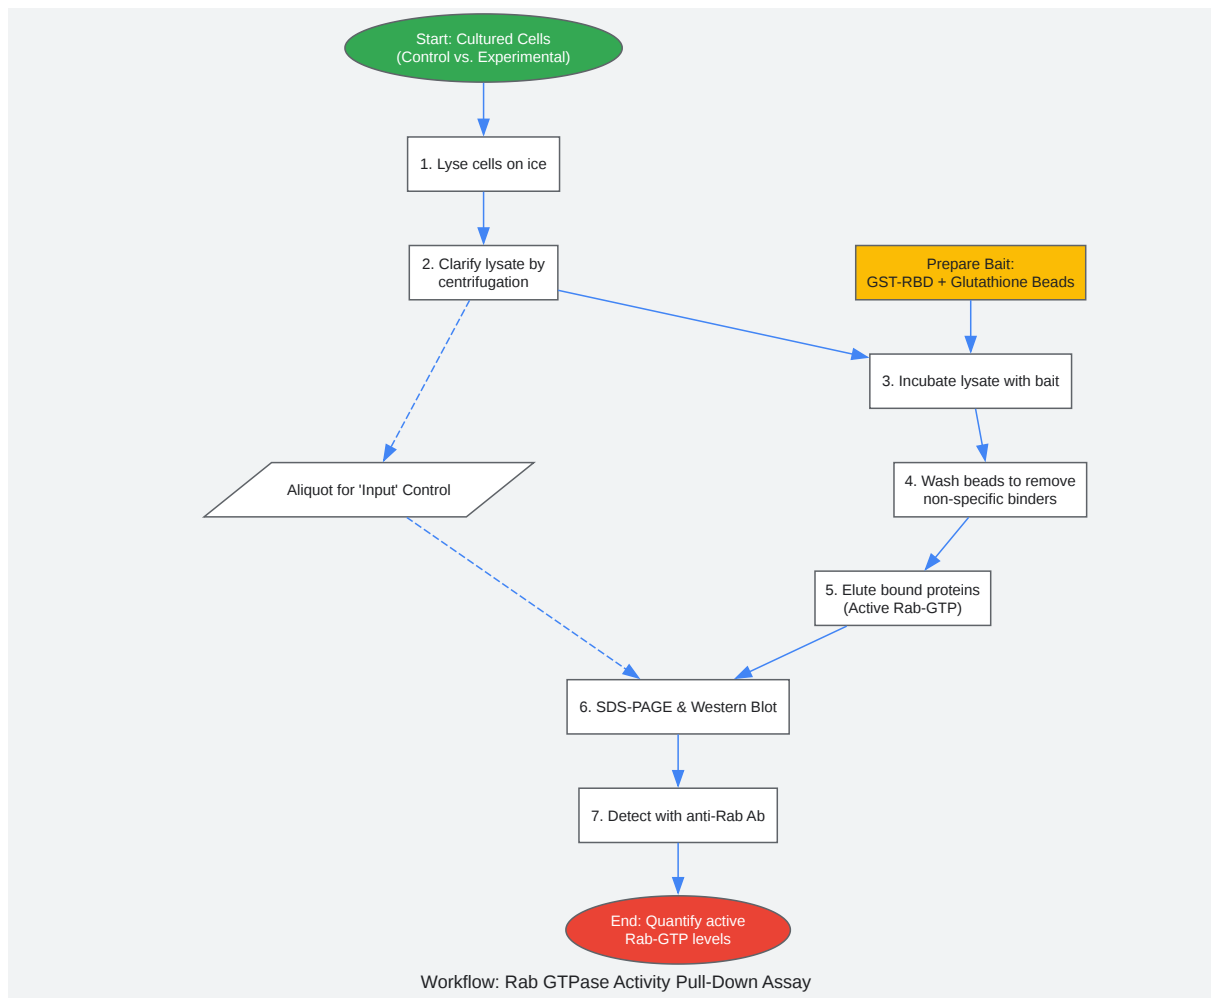 Start: Cultured Cells
(Control vs. Experimental)
1. Lyse cells on ice
2. Clarify lysate by
centrifugation
Prepare Bait:
GST-RBD + Glutathione Beads
3. Incubate lysate with bait
Aliquot for 'Input' Control
4. Wash beads to remove
non-specific binders
5. Elute bound proteins
(Active Rab-GTP)
6. SDS-PAGE & Western Blot
7. Detect with anti-Rab Ab
End: Quantify active
Rab-GTP levels
Workflow: Rab GTPase Activity Pull-Down Assay